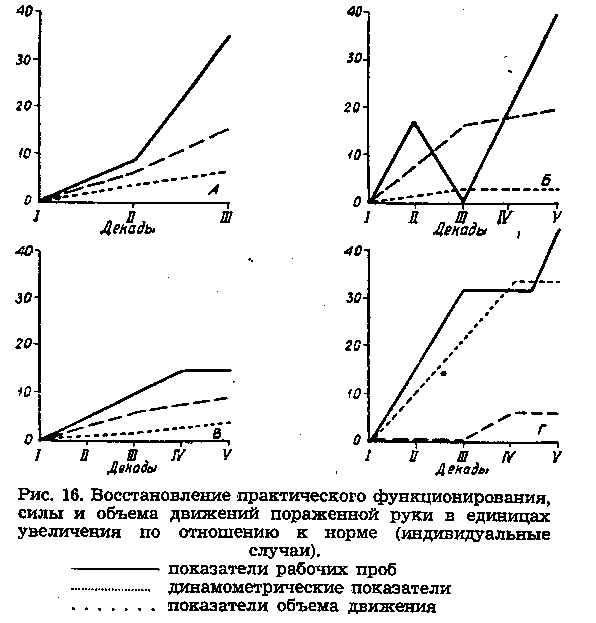 40
30
20
10
0
I II III
Декады
А
40
30
20
10
0
I II III IV V
Декады
Б
40
30
20
10
0
I II III IV V
Декады
В
40
30
20
10
0
I II III IV V
Декады
Г
Рис. 16. Восстановление практического функционирования,
силы и объема движений пораженной руки в единицах
увеличения по отношению к норме (индивидуальные
случаи).
показатели рабочих проб
динамометрические показатели
показатели объема движения